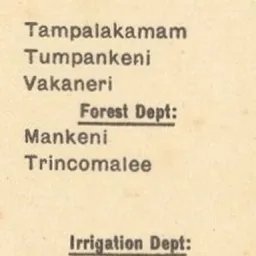 Tampalakamam
Tumpankeni
Vakaneri
Forest Dept:
Mankeni
Trincomalee
Irrigation Dept: